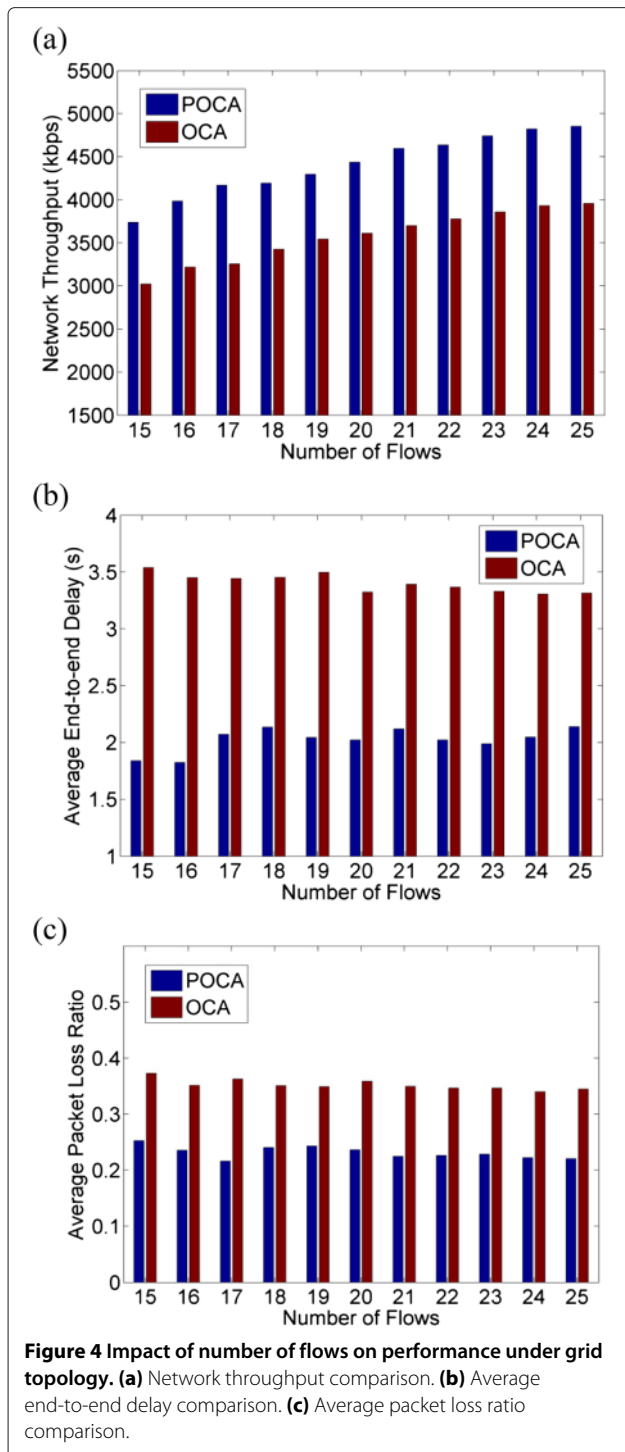 (a)
5500
5000
4500
4000
3500
3000
2500
2000
1500
Network Throughput (kbps)
POCA
OCA
15 16 17 18 19 20 21 22 23 24 25
Number of Flows
(b)
4
3.5
3
2.5
2
1.5
1
Average End-to-end Delay (s)
POCA
OCA
15 16 17 18 19 20 21 22 23 24 25
Number of Flows
(c)
0.5
0.4
0.3
0.2
0.1
0
Average Packet Loss Ratio
POCA
OCA
15 16 17 18 19 20 21 22 23 24 25
Number of Flows
Figure 4 Impact of number of flows on performance under grid
topology. (a) Network throughput comparison. (b) Average
end-to-end delay comparison. (c) Average packet loss ratio
comparison.